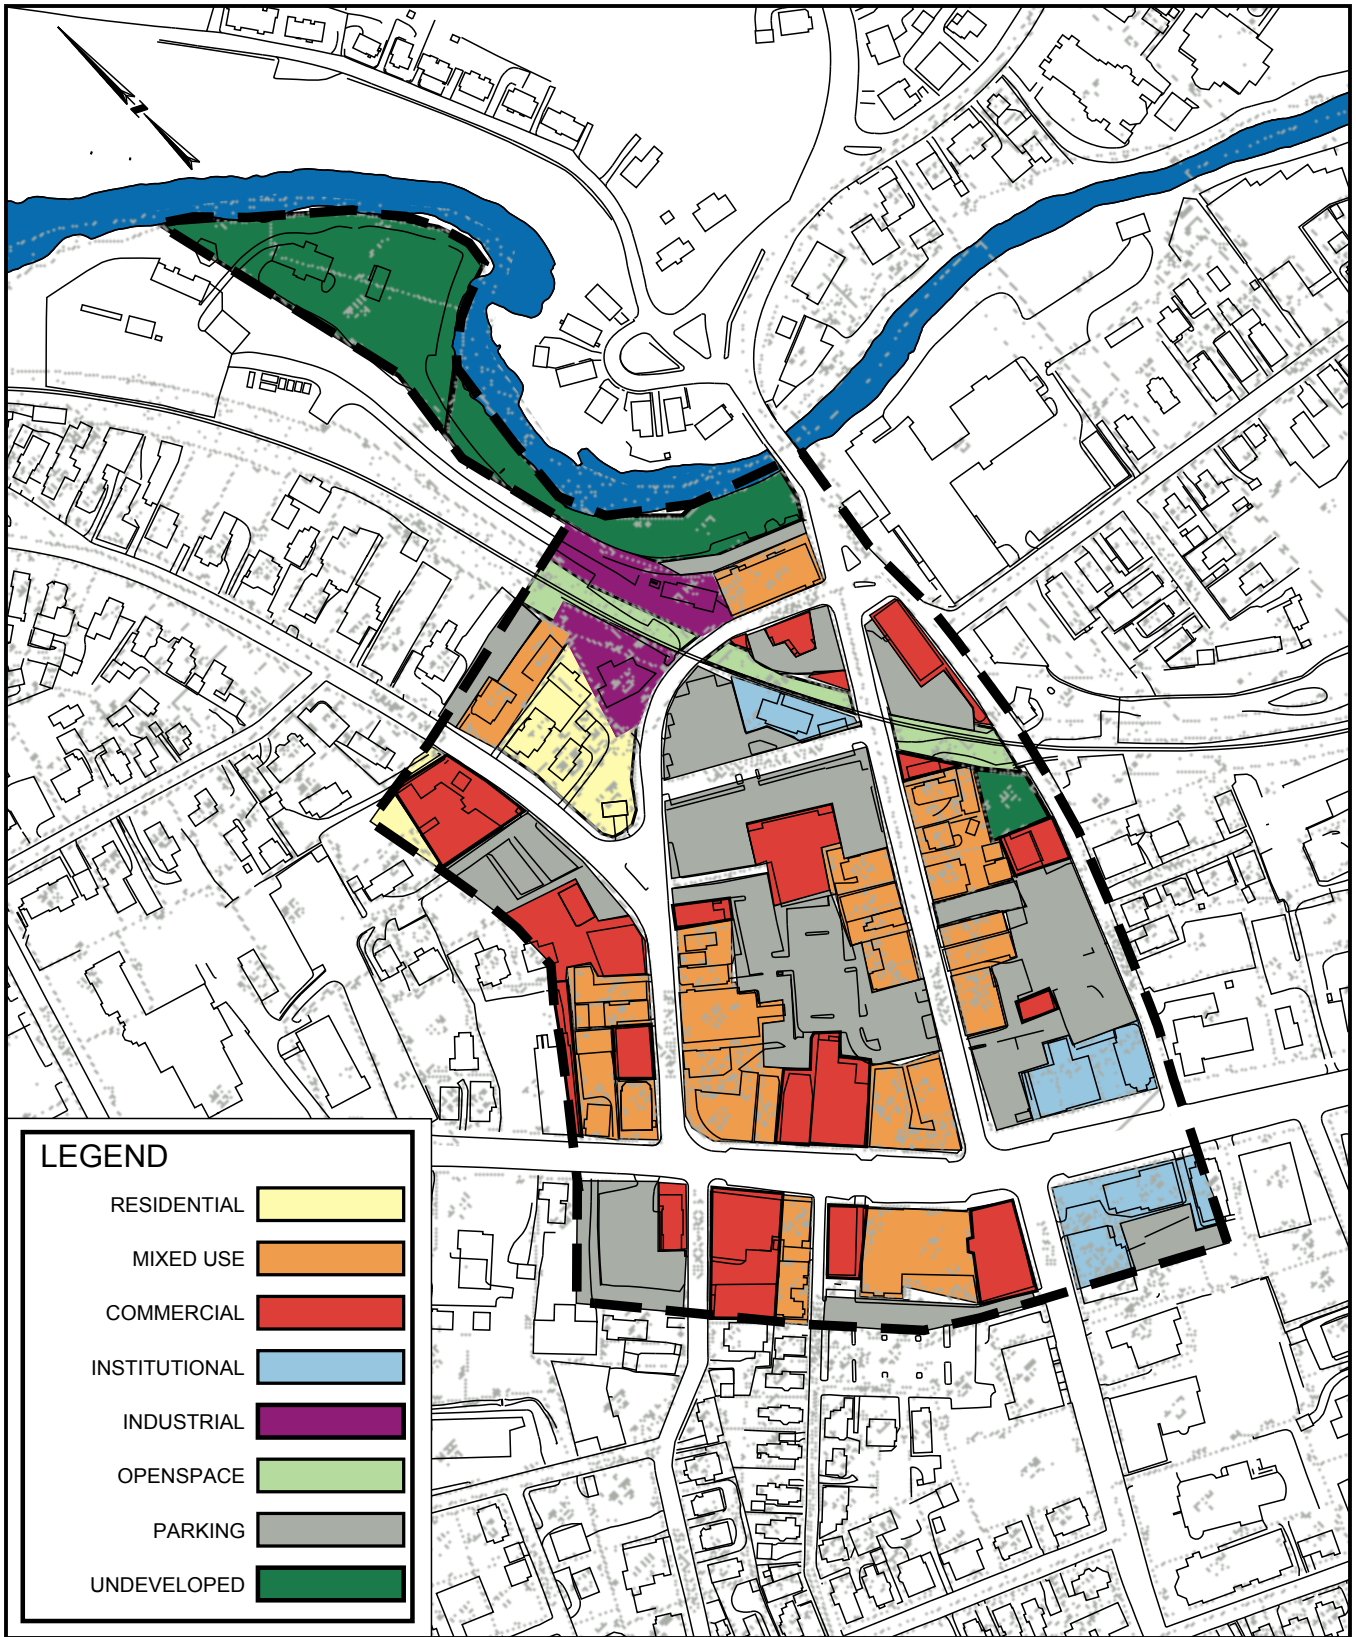 N
LEGEND
RESIDENTIAL
MIXED USE
COMMERCIAL
INSTITUTIONAL
INDUSTRIAL
OPENSPACE
PARKING
UNDEVELOPED